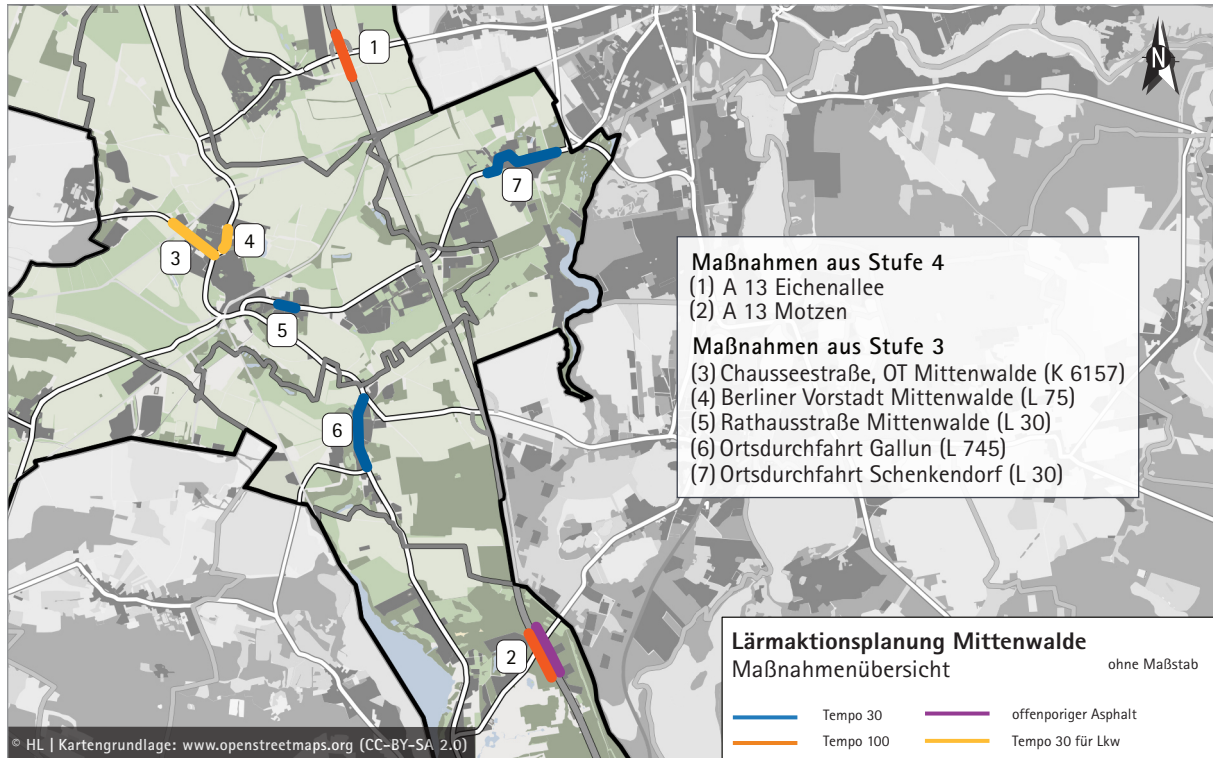 1
N
7
4
3
5
6
2
Maßnahmen aus Stufe 4
(1) A 13 Eichenallee
(2) A 13 Motzen
Maßnahmen aus Stufe 3
(3) Chausseestraße, OT Mittenwalde (K 6157)
(4) Berliner Vorstadt Mittenwalde (L 75)
(5) Rathausstraße Mittenwalde (L 30)
(6) Ortsdurchfahrt Gallun (L 745)
(7) Ortsdurchfahrt Schenkendorf (L 30)
Lärmaktionsplanung Mittenwalde
Maßnahmenübersicht ohne Maßstab
Tempo 30 offenporiger Asphalt
Tempo 100 Tempo 30 für Lkw
© HL | Kartengrundlage: www.openstreetmaps.org (CC-BY-SA 2.0)